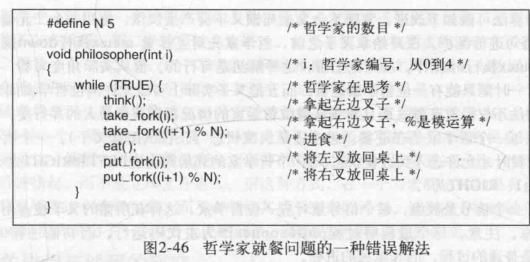 #define N 5 /* 哲学家的数目 */
void philosopher(int i) /* i: 哲学家编号，从0到4 */
{
while (TRUE) {
think( ); /* 哲学家在思考 */
take_fork(i); /* 拿起左边叉子 */
take_fork((i+1) % N); /* 拿起右边叉子，%是模运算 */
eat( ); /* 进食 */
put_fork(i); /* 将左叉放回桌上 */
put_fork((i+1) % N); /* 将右叉放回桌上 */
}
}
图2-46 哲学家就餐问题的一种错误解法